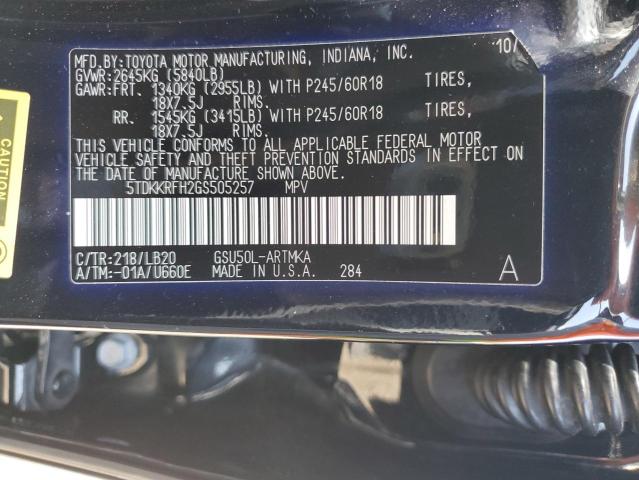 MFD.BY:TOYOTA MOTOR MANUFACTURING, INDIANA, INC. 10/
GVWR:2645KG (5840LB)
GAWR:FRT. 1340KG (2955LB) WITH P245/60R18 TIRES,
18X7.5J RIMS.
RR. 1545KG (3415LB) WITH P245/60R18 TIRES,
18X7.5J RIMS.
THIS VEHICLE CONFORMS TO ALL APPLICABLE FEDERAL MOTOR
VEHICLE SAFETY AND THEFT PREVENTION STANDARDS IN EFFECT
ON THE DATE OF MANUFACTURE SHOWN ABOVE.
5TDKKRFH2GS505257 MPV
C/TR:218/LB20 GSU50L-ARTMKA
A/TM:-01A/U660E MADE IN U.S.A. 284 A
CAUTION